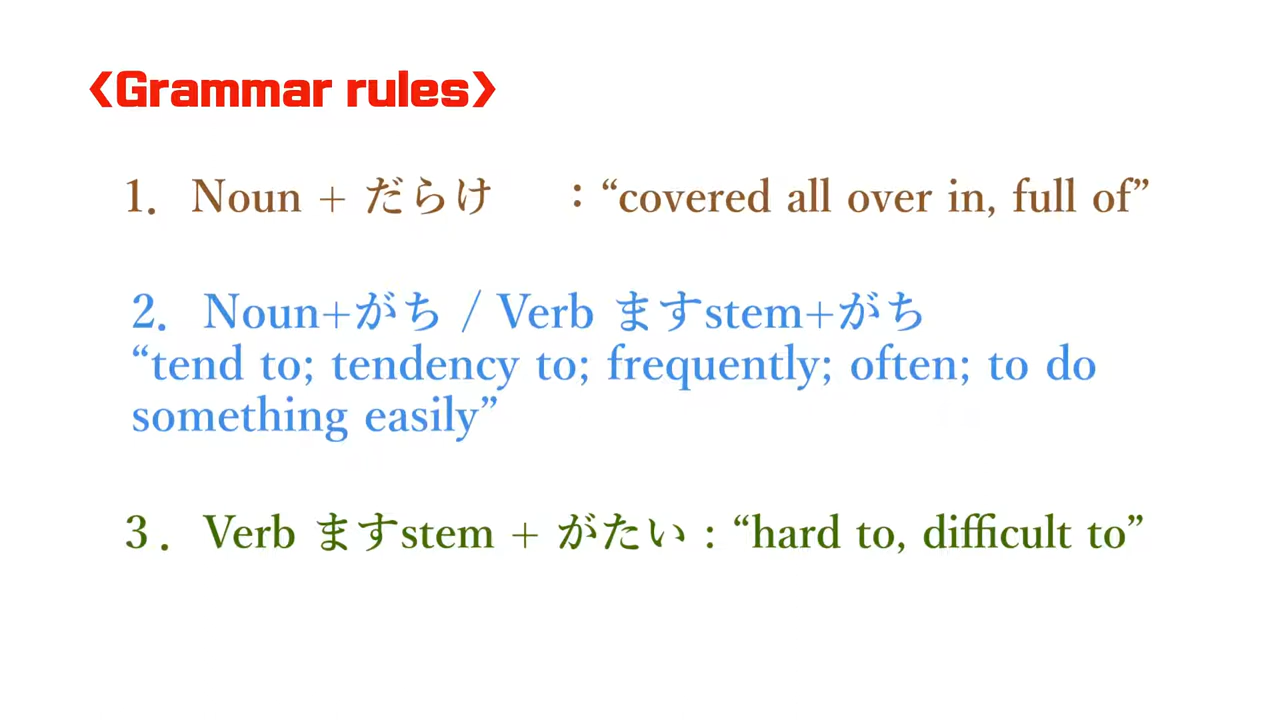 〈Grammar rules〉
1. Noun + だらけ : “covered all over in, full of”
2. Noun+がち / Verb ますstem+がち
“tend to; tendency to; frequently; often; to do
something easily”
3. Verb ますstem + がたい : “hard to, difficult to”